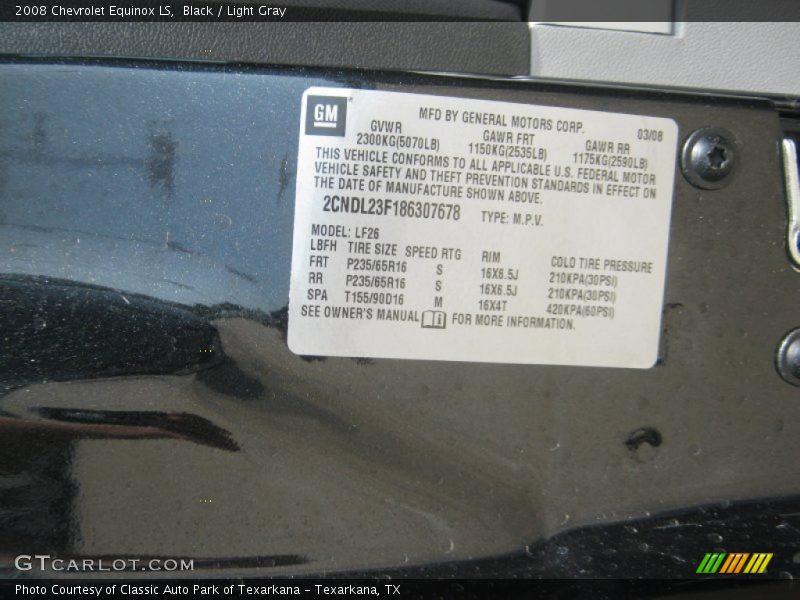 2008 Chevrolet Equinox LS,  Black / Light Gray
GM
MFD BY GENERAL MOTORS CORP. 03/08
GVWR GAWR FRT GAWR RR
2300KG(5070LB) 1150KG(2535LB) 1175KG(2590LB)
THIS VEHICLE CONFORMS TO ALL APPLICABLE U.S. FEDERAL MOTOR
VEHICLE SAFETY AND THEFT PREVENTION STANDARDS IN EFFECT ON
THE DATE OF MANUFACTURE SHOWN ABOVE.
2CNDL23F186307678 TYPE: M.P.V.
MODEL: LF26
LBFH TIRE SIZE SPEED RTG RIM COLD TIRE PRESSURE
FRT P235/65R16 S 16X6.5J 210KPA(30PSI)
RR P235/65R16 S 16X6.5J 210KPA(30PSI)
SPA T155/90D16 M 16X4T 420KPA(60PSI)
SEE OWNER'S MANUAL FOR MORE INFORMATION.
GTCARLOT.COM
Photo Courtesy of Classic Auto Park of Texarkana - Texarkana, TX